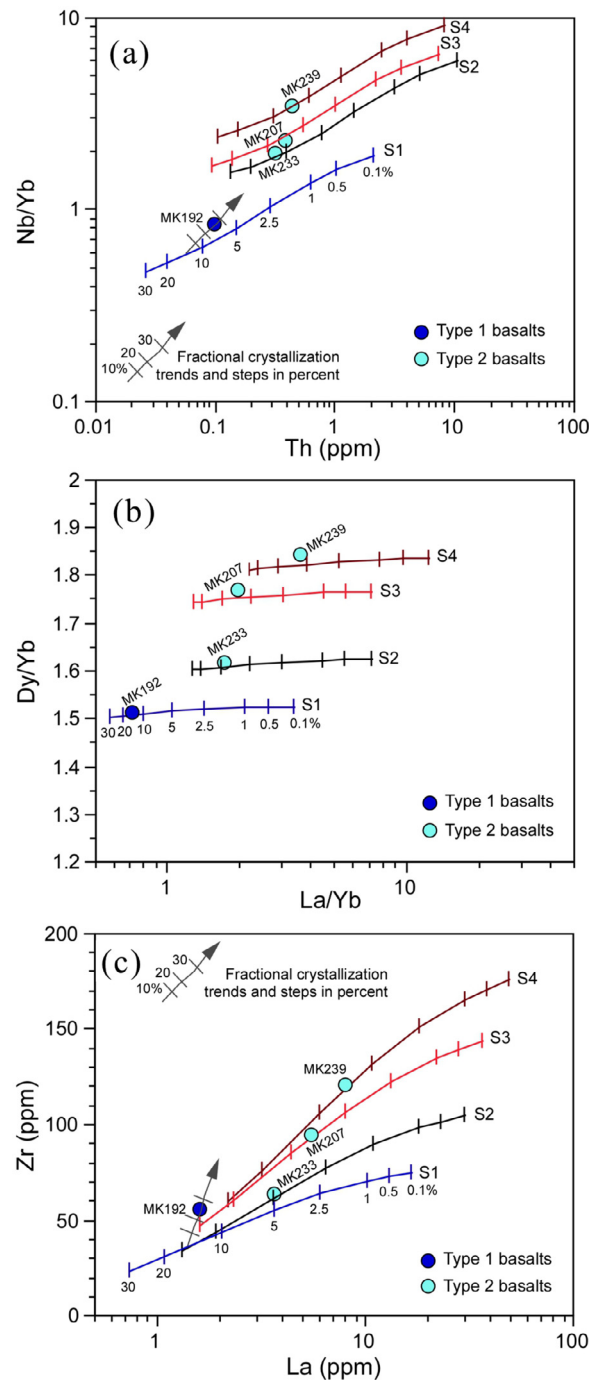 (a)
10
1
0.1
Nb/Yb
S4
S3
S2
S1
MK239
MK207
MK233
MK192
30
20
10
5
2.5
1
0.5
0.1%
10%
20
30
Fractional crystallization
trends and steps in percent
Type 1 basalts
Type 2 basalts
0.01
0.1
1
10
100
Th (ppm)
(b)
2
1.9
1.8
1.7
1.6
1.5
1.4
1.3
1.2
Dy/Yb
MK239
S4
MK207
S3
MK233
S2
MK192
S1
30
20
10
5
2.5
1
0.5
0.1%
Type 1 basalts
Type 2 basalts
1
10
La/Yb
(c)
200
150
100
50
0
Zr (ppm)
10%
20
30
Fractional crystallization
trends and steps in percent
S4
S3
S2
S1
MK239
MK207
MK233
MK192
30
20
10
5
2.5
1
0.5
0.1%
Type 1 basalts
Type 2 basalts
1
10
100
La (ppm)